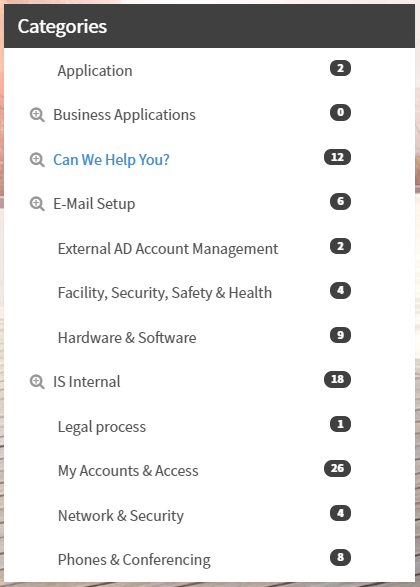 Categories
Application 2
Business Applications 0
Can We Help You? 12
E-Mail Setup 6
External AD Account Management 2
Facility, Security, Safety & Health 4
Hardware & Software 9
IS Internal 18
Legal process 1
My Accounts & Access 26
Network & Security 4
Phones & Conferencing 8